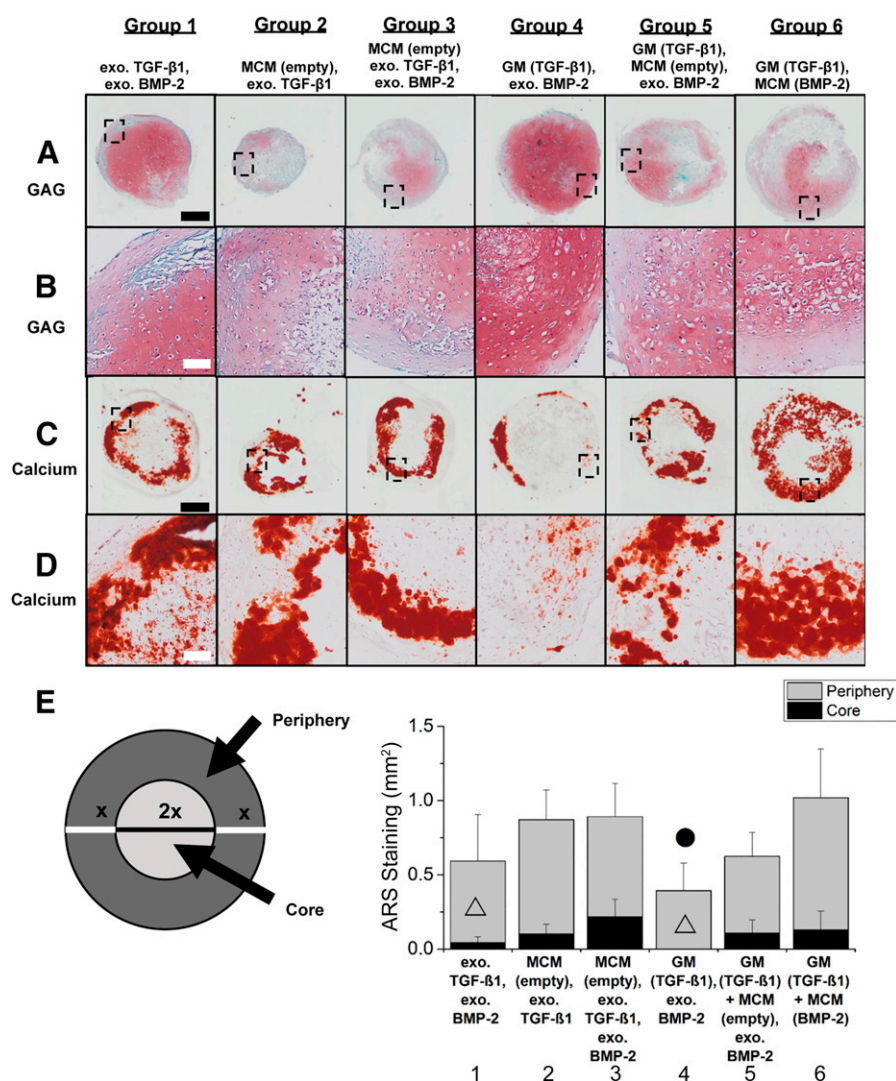 Group 1 Group 2 Group 3 Group 4 Group 5 Group 6
exo. TGF-β1,
exo. BMP-2
MCM (empty),
exo. TGF-β1
MCM (empty)
exo. TGF-β1,
exo. BMP-2
GM (TGF-β1),
exo. BMP-2
GM (TGF-β1),
MCM (empty),
exo. BMP-2
GM (TGF-β1),
MCM (BMP-2)
A
GAG
B
GAG
C
Calcium
D
Calcium
E
Periphery
x 2x x
Core
Periphery
Core
ARS Staining (mm²)
1.5
1.0
0.5
0.0
exo.
TGF-ß1,
exo.
BMP-2
MCM
(empty),
exo.
TGF-ß1
MCM
(empty),
exo.
TGF-ß1,
exo.
BMP-2
GM
(TGF-ß1),
exo.
BMP-2
GM
(TGF-ß1)
+ MCM
(empty),
exo.
BMP-2
GM
(TGF-ß1)
+ MCM
(BMP-2)
1 2 3 4 5 6